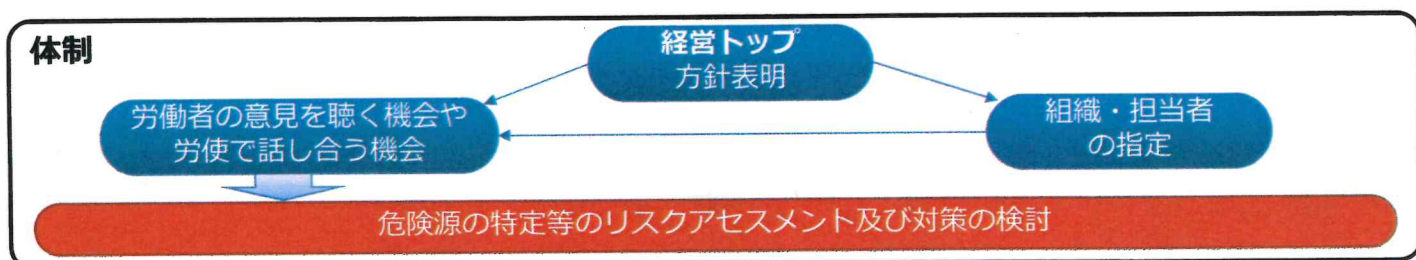 体制
経営トップ
方針表明
労働者の意見を聴く機会や
労使で話し合う機会
組織・担当者
の指定
危険源の特定等のリスクアセスメント及び対策の検討